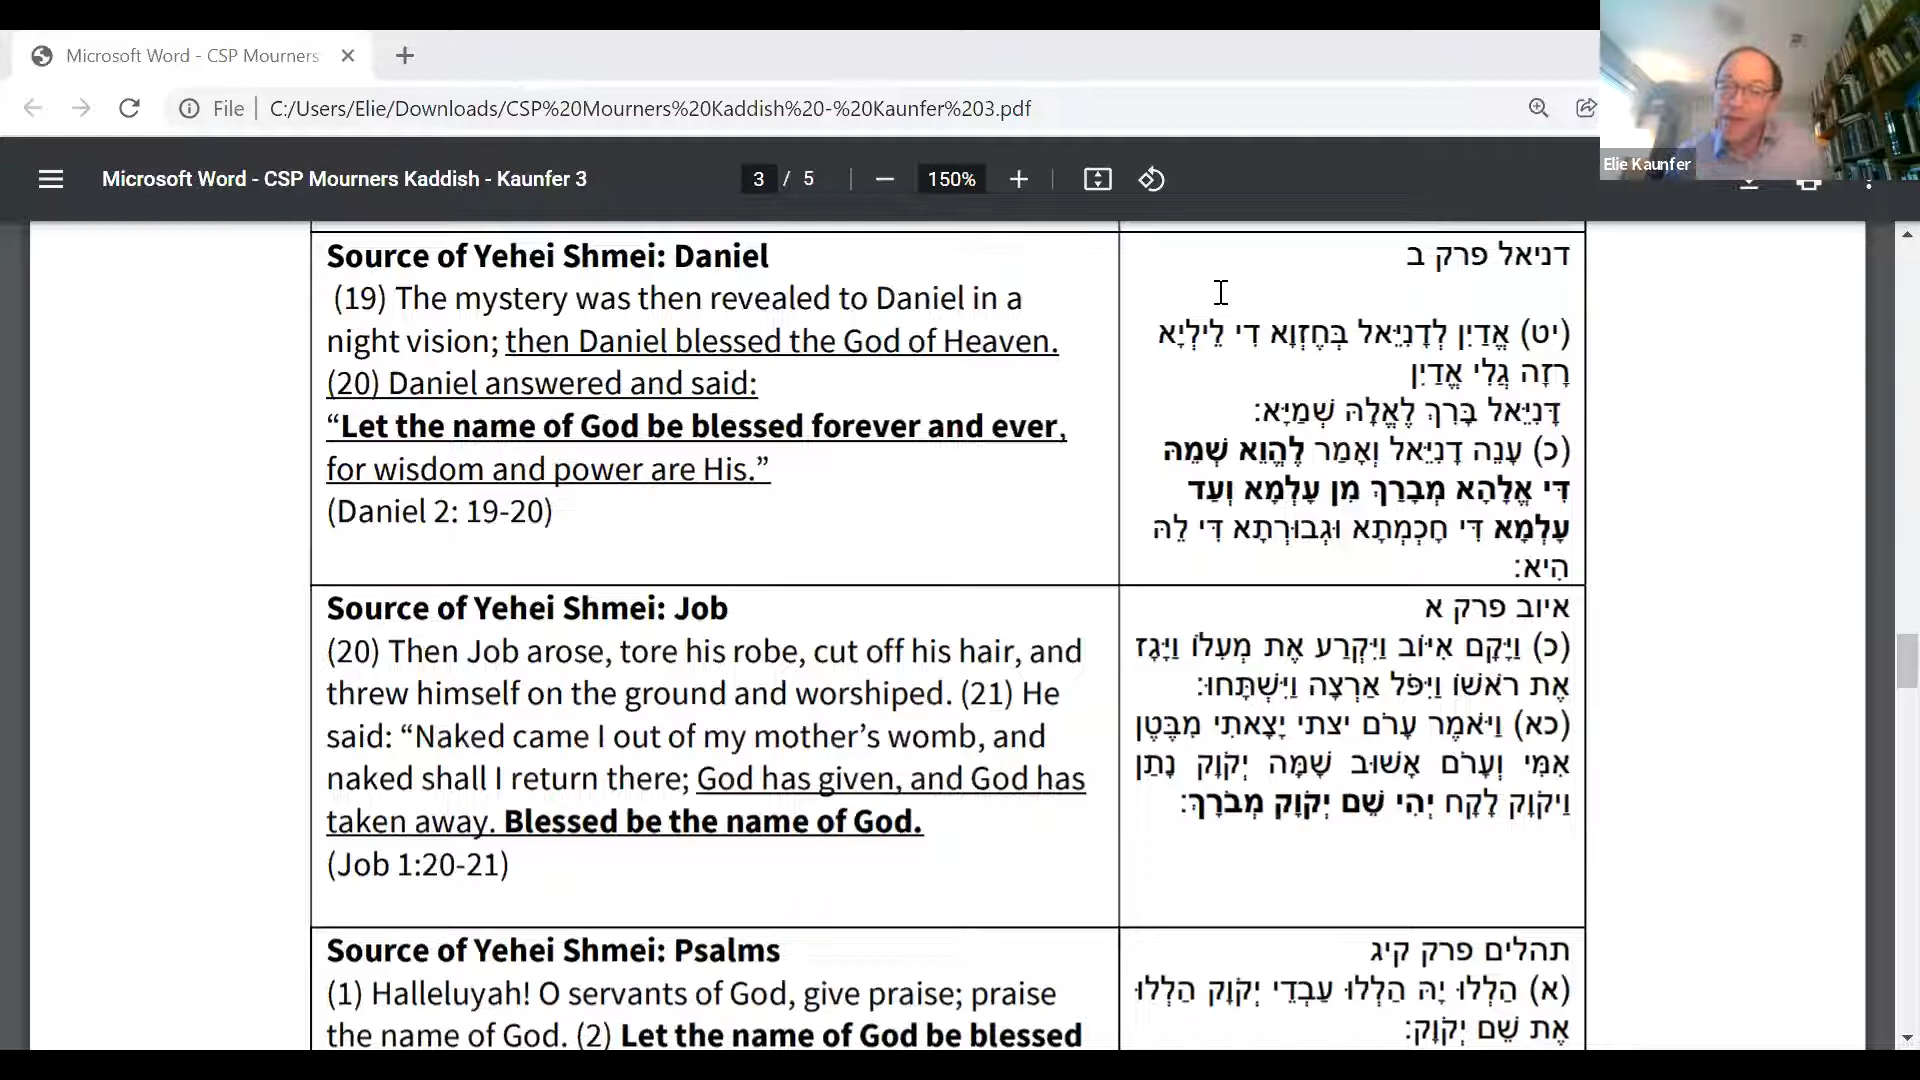 Microsoft Word - CSP Mourners
File
C:/Users/Elie/Downloads/CSP%20Mourners%20Kaddish%20-%20Kaunfer%203.pdf
Elie Kaunfer
Microsoft Word - CSP Mourners Kaddish - Kaunfer 3
3 / 5
150%
Source of Yehei Shmei: Daniel
(19) The mystery was then revealed to Daniel in a
night vision; then Daniel blessed the God of Heaven.
(20) Daniel answered and said:
“Let the name of God be blessed forever and ever,
for wisdom and power are His.”
(Daniel 2: 19-20)
דניאל פרק ב
(יט) אֱדַיִן לְדָנִיֵּאל בְּחֶזְוָא דִי לֵילְיָא
רָזָה גֲלִי אֱדַיִן
דָּנִיֵּאל בָּרִךְ לֶאֱלָהּ שְׁמַיָּא:
(כ) עָנֵה דָנִיֵּאל וְאָמַר לֶהֱוֵא שְׁמֵהּ
דִּי אֱלָהָא מְבָרַךְ מִן עָלְמָא וְעַד
עָלְמָא דִּי חָכְמְתָא וּגְבוּרְתָא דִּי לֵהּ
הִיא:
Source of Yehei Shmei: Job
(20) Then Job arose, tore his robe, cut off his hair, and
threw himself on the ground and worshiped. (21) He
said: “Naked came I out of my mother’s womb, and
naked shall I return there; God has given, and God has
taken away. Blessed be the name of God.
(Job 1:20-21)
איוב פרק א
(כ) וַיָּקָם אִיּוֹב וַיִּקְרַע אֶת מְעִלוֹ וַיָּגָז
אֶת רֹאשׁוֹ וַיִּפֹּל אַרְצָה וַיִּשְׁתָּחוּ:
(כא) וַיֹּאמֶר עָרֹם יצתי יָצָאתִי מִבֶּטֶן
אִמִּי וְעָרֹם אָשׁוּב שָׁמָּה יְקֹוָק נָתַן
וַיקֹוָק לָקָח יְהִי שֵׁם יְקֹוָק מְבֹרָךְ:
Source of Yehei Shmei: Psalms
(1) Halleluyah! O servants of God, give praise; praise
the name of God. (2) Let the name of God be blessed
תהלים פרק קיג
(א) הַלְלוּ יָהּ הַלְלוּ עַבְדֵי יְקֹוָק הַלְלוּ
אֶת שֵׁם יְקֹוָק: